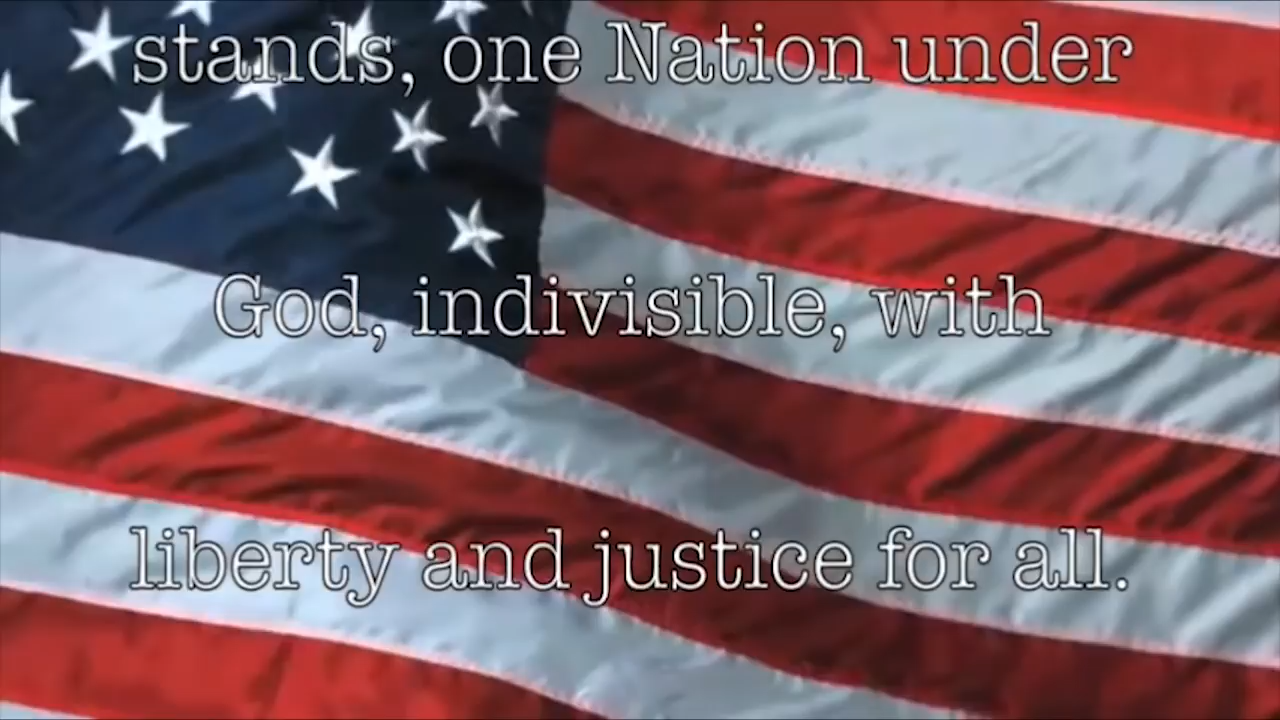 stands, one Nation under
God, indivisible, with
liberty and justice for all.